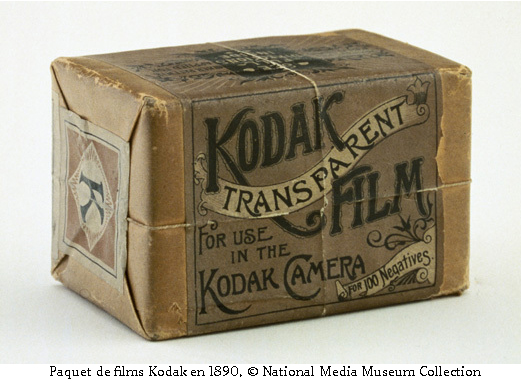 KODAK
TRANSPARENT
FILM
FOR USE
IN THE
KODAK CAMERA
FOR 100 Negatives.
K
Paquet de films Kodak en 1890, © National Media Museum Collection